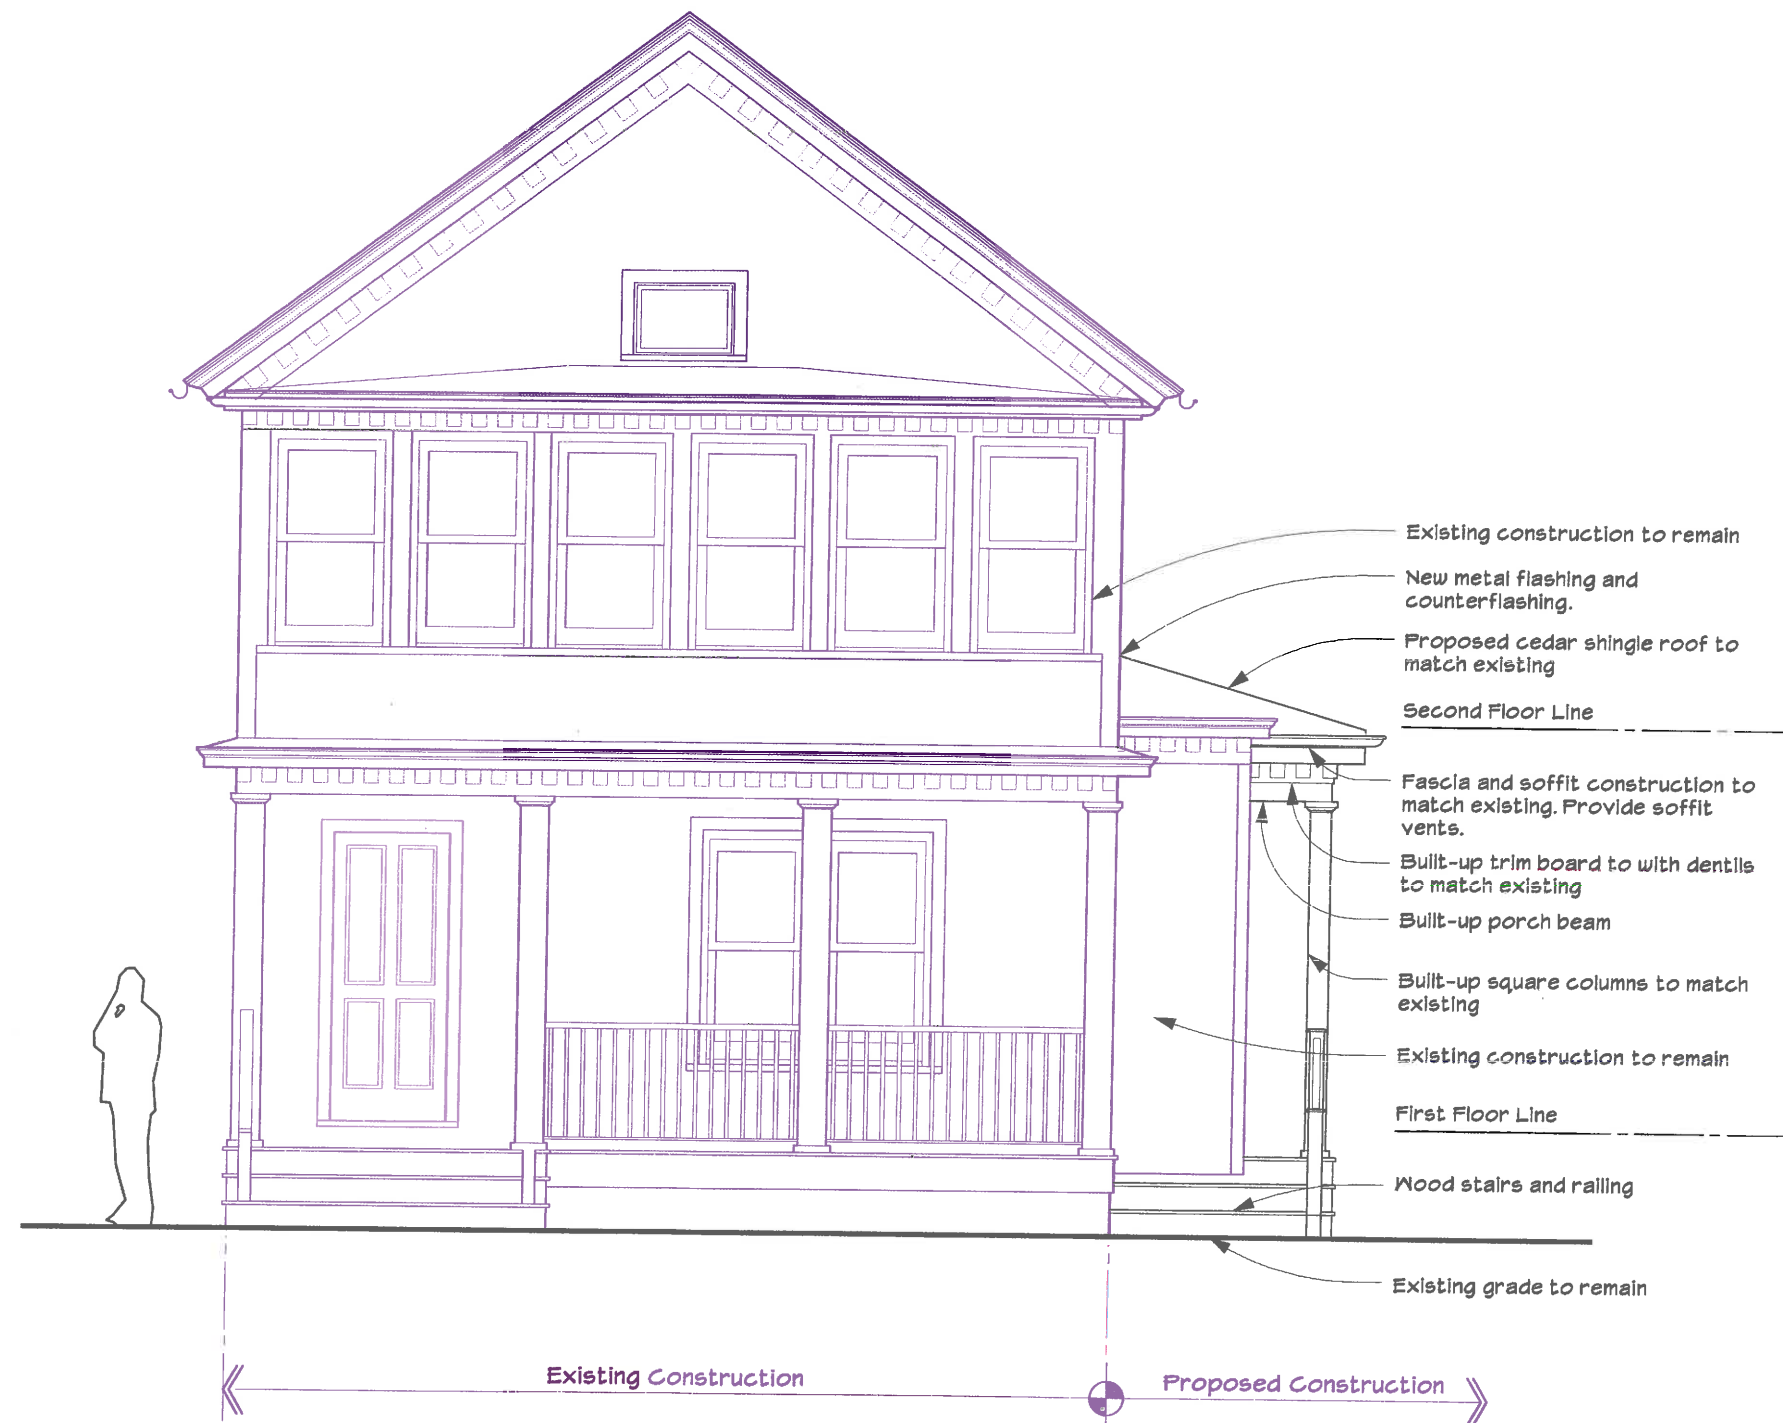 Existing construction to remain
New metal flashing and
counterflashing.
Proposed cedar shingle roof to
match existing
Second Floor Line
Fascia and soffit construction to
match existing. Provide soffit
vents.
Built-up trim board to with dentils
to match existing
Built-up porch beam
Built-up square columns to match
existing
Existing construction to remain
First Floor Line
Wood stairs and railing
Existing grade to remain
Existing Construction
Proposed Construction